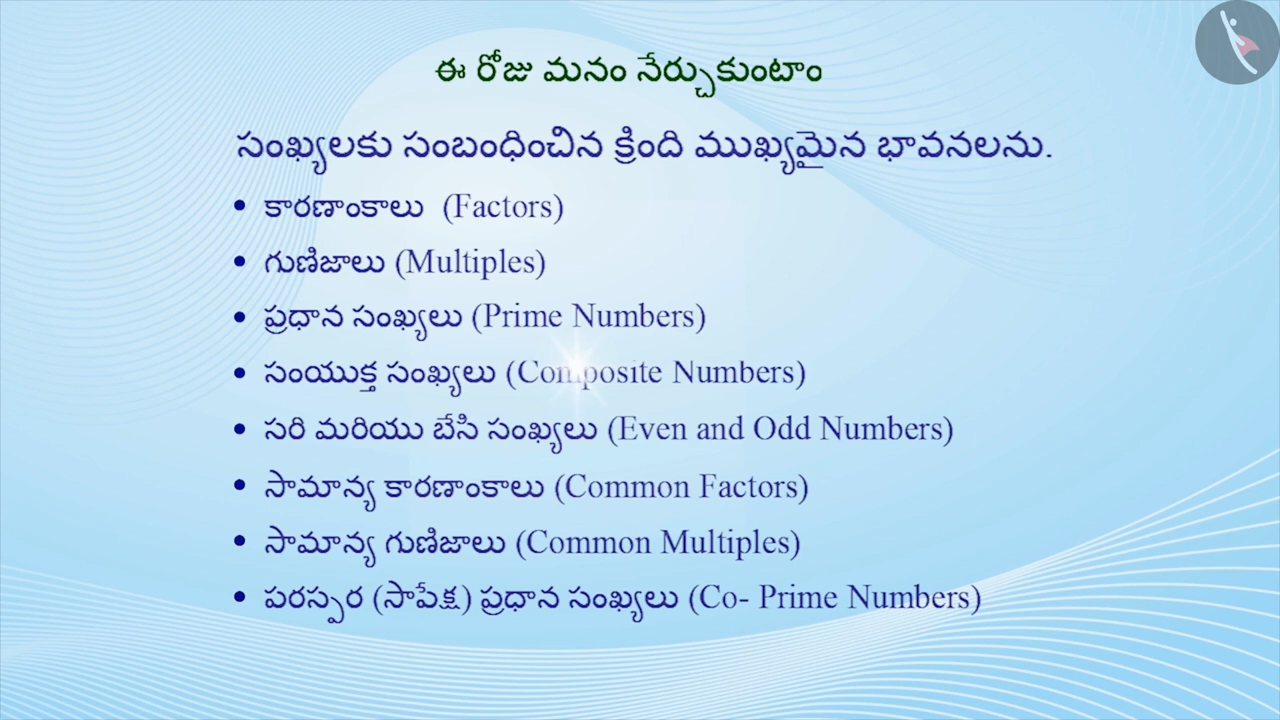 ఈ రోజు మనం నేర్చుకుంటాం
సంఖ్యలకు సంబంధించిన క్రింది ముఖ్యమైన భావనలను.
• కారణాంకాలు (Factors)
• గుణిజాలు (Multiples)
• ప్రధాన సంఖ్యలు (Prime Numbers)
• సంయుక్త సంఖ్యలు (Composite Numbers)
• సరి మరియు బేసి సంఖ్యలు (Even and Odd Numbers)
• సామాన్య కారణాంకాలు (Common Factors)
• సామాన్య గుణిజాలు (Common Multiples)
• పరస్పర (సాపేక్ష) ప్రధాన సంఖ్యలు (Co- Prime Numbers)